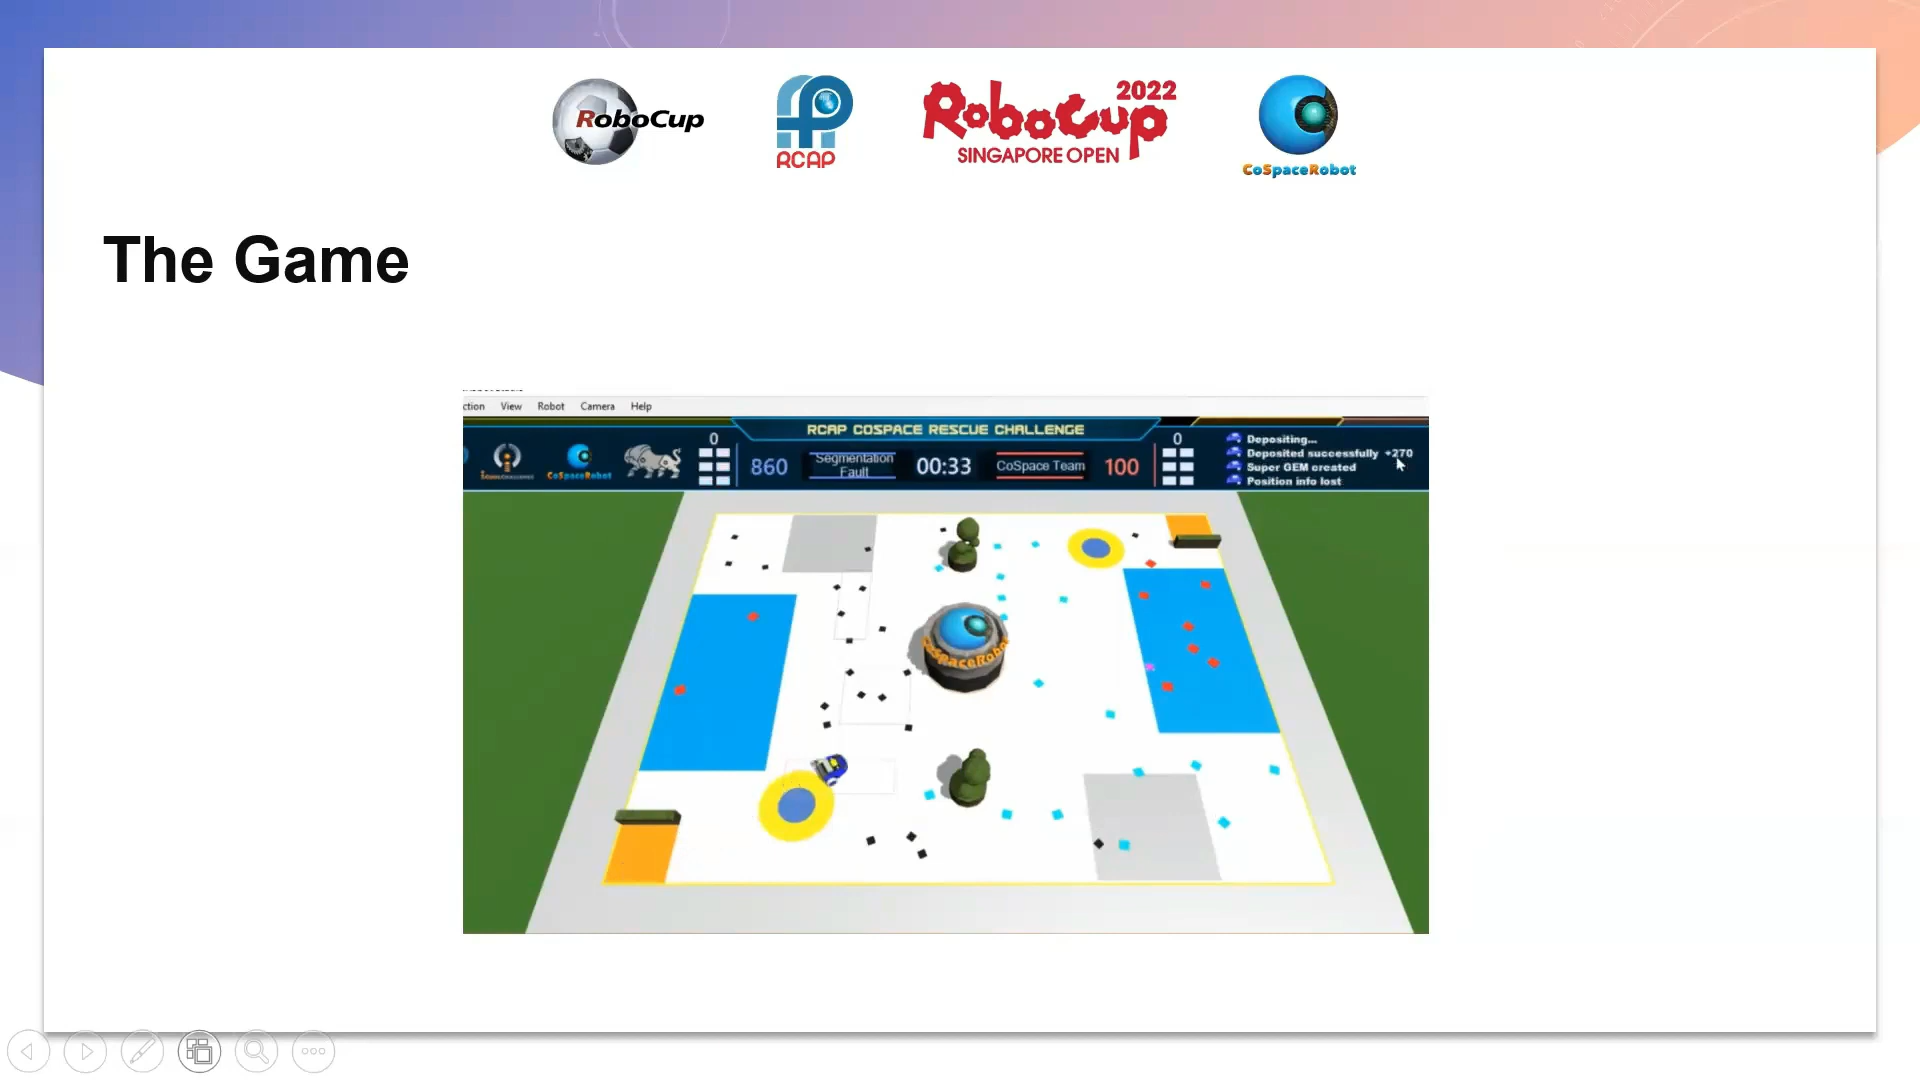 RoboCup
RCAP
RoboCup 2022
SINGAPORE OPEN
CoSpaceRobot
The Game
ction View Robot Camera Help
RCAP COSPACE RESCUE CHALLENGE
0
860
Segmentation
Fault
00:33
CoSpace Team
100
0
CoSpaceRobot
Depositing...
Deposited successfully +270
Super GEM created
Position info lost
CoSpaceRobot